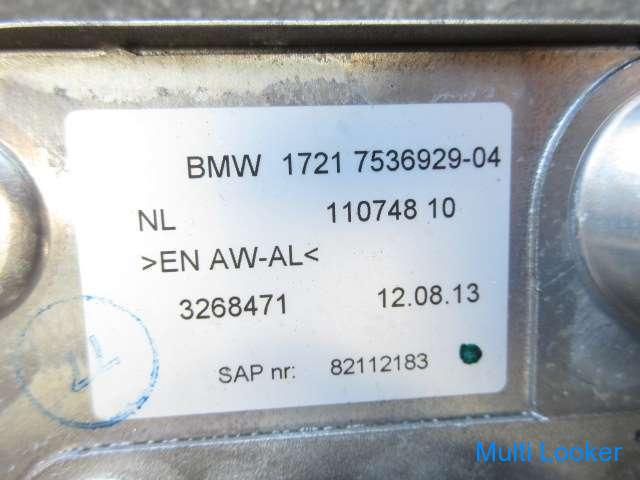 BMW 1721 7536929-04
NL 110748 10
>EN AW-AL<
3268471 12.08.13
SAP nr: 82112183
Multi Looker